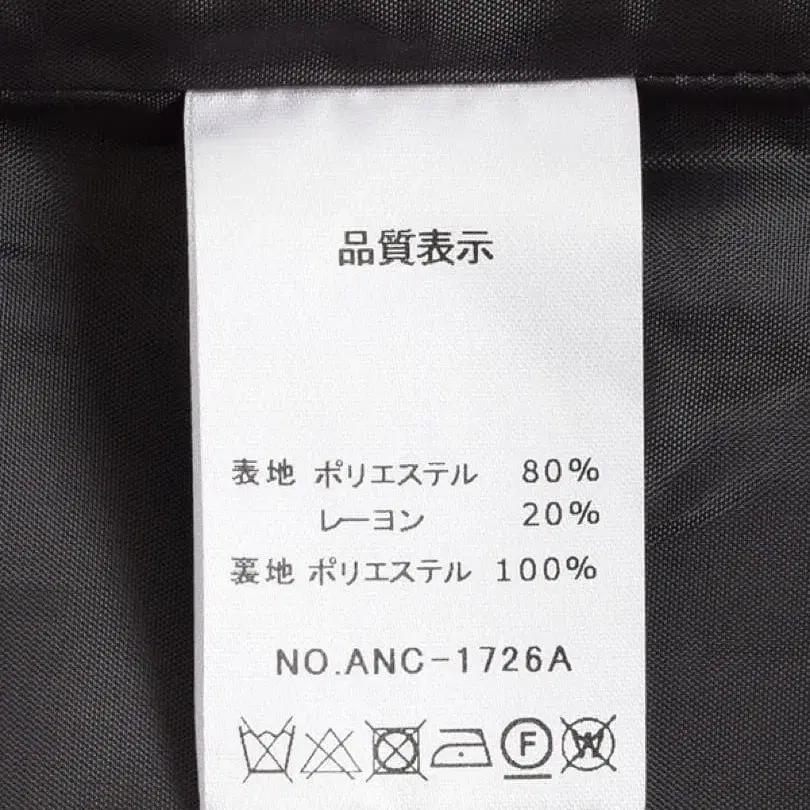 品質表示
表地 ポリエステル 80%
レーヨン 20%
裏地 ポリエステル 100%
NO.ANC-1726A
F W